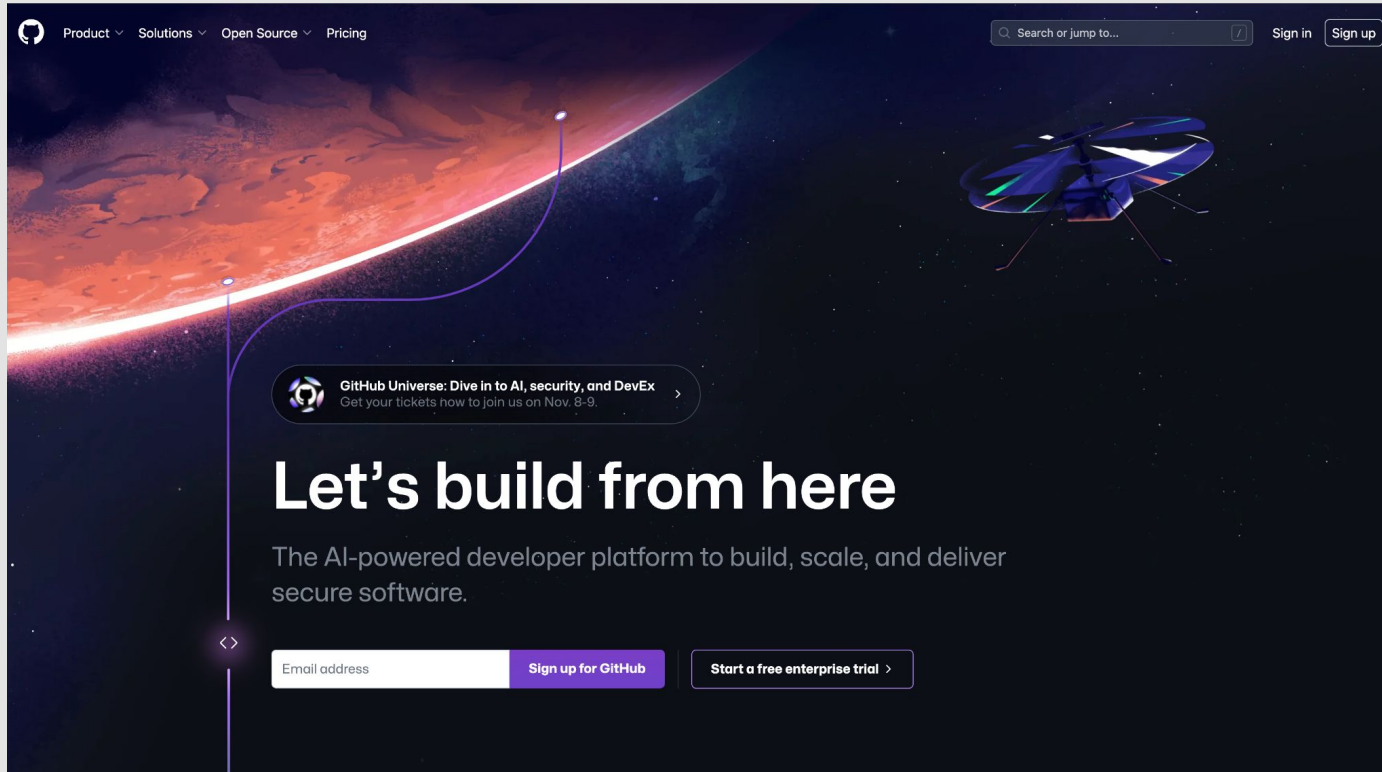 Product
Solutions
Open Source
Pricing
Search or jump to...
/
Sign in
Sign up
GitHub Universe: Dive in to AI, security, and DevEx
Get your tickets now to join us on Nov. 8-9.
Let’s build from here
The AI-powered developer platform to build, scale, and deliver
secure software.
Email address
Sign up for GitHub
Start a free enterprise trial